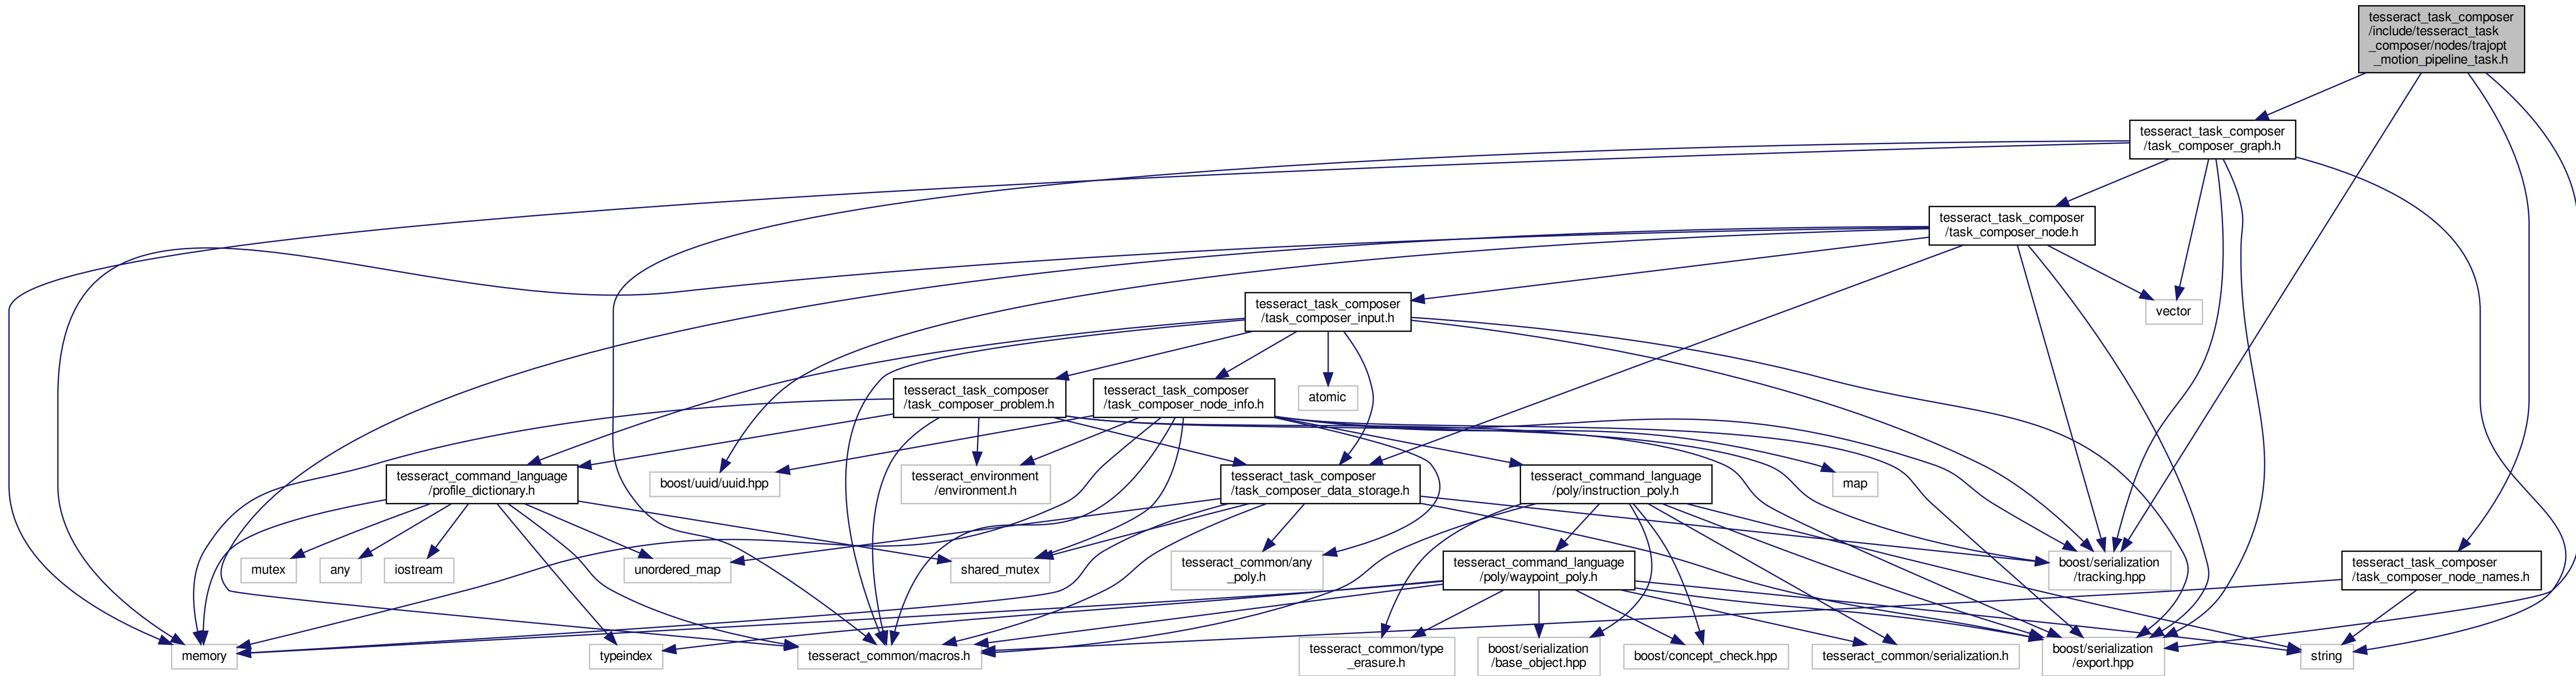 tesseract_task_composer
/include/tesseract_task
_composer/nodes/trajopt
_motion_pipeline_task.h
tesseract_task_composer
/task_composer_graph.h
tesseract_task_composer
/task_composer_node.h
tesseract_task_composer
/task_composer_input.h
vector
tesseract_task_composer
/task_composer_problem.h
tesseract_task_composer
/task_composer_node_info.h
atomic
tesseract_command_language
/profile_dictionary.h
boost/uuid/uuid.hpp
tesseract_environment
/environment.h
tesseract_task_composer
/task_composer_data_storage.h
tesseract_command_language
/poly/instruction_poly.h
map
mutex
any
iostream
unordered_map
shared_mutex
tesseract_common/any
_poly.h
tesseract_command_language
/poly/waypoint_poly.h
boost/serialization
/tracking.hpp
tesseract_task_composer
/task_composer_node_names.h
memory
typeindex
tesseract_common/macros.h
tesseract_common/type
_erasure.h
boost/serialization
/base_object.hpp
boost/concept_check.hpp
tesseract_common/serialization.h
boost/serialization
/export.hpp
string